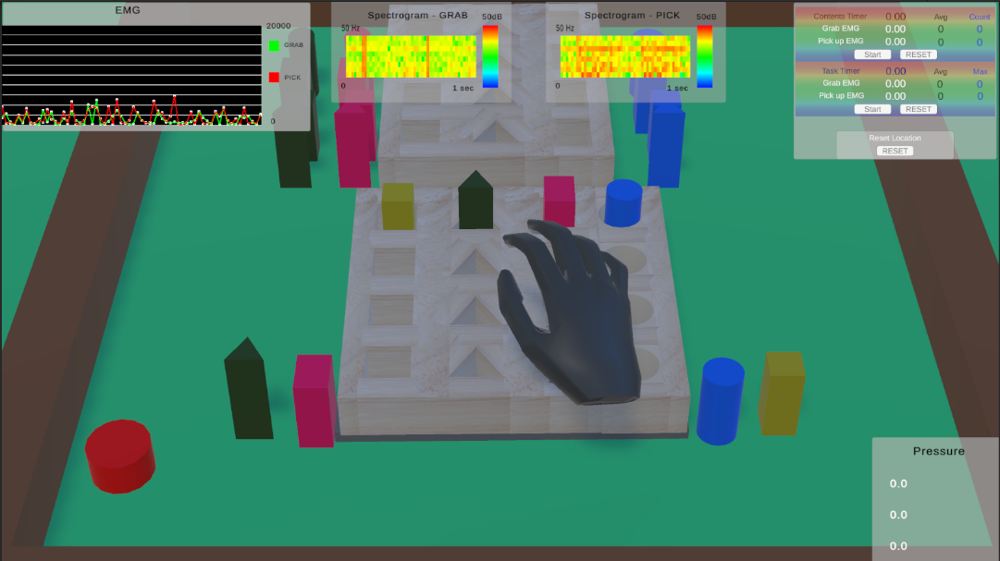 EMG
20000
GRAB
PICK
0
Spectrogram - GRAB 50dB
50 Hz
0 1 sec
Spectrogram - PICK 50dB
50 Hz
0 1 sec
Contents Timer 0.00 Avg Count
Grab EMG 0.00 0 0
Pick up EMG 0.00 0 0
Start RESET
Task Timer 0.00 Avg Max
Grab EMG 0.00 0 0
Pick up EMG 0.00 0 0
Start RESET
Reset Location
RESET
Pressure
0.0
0.0
0.0